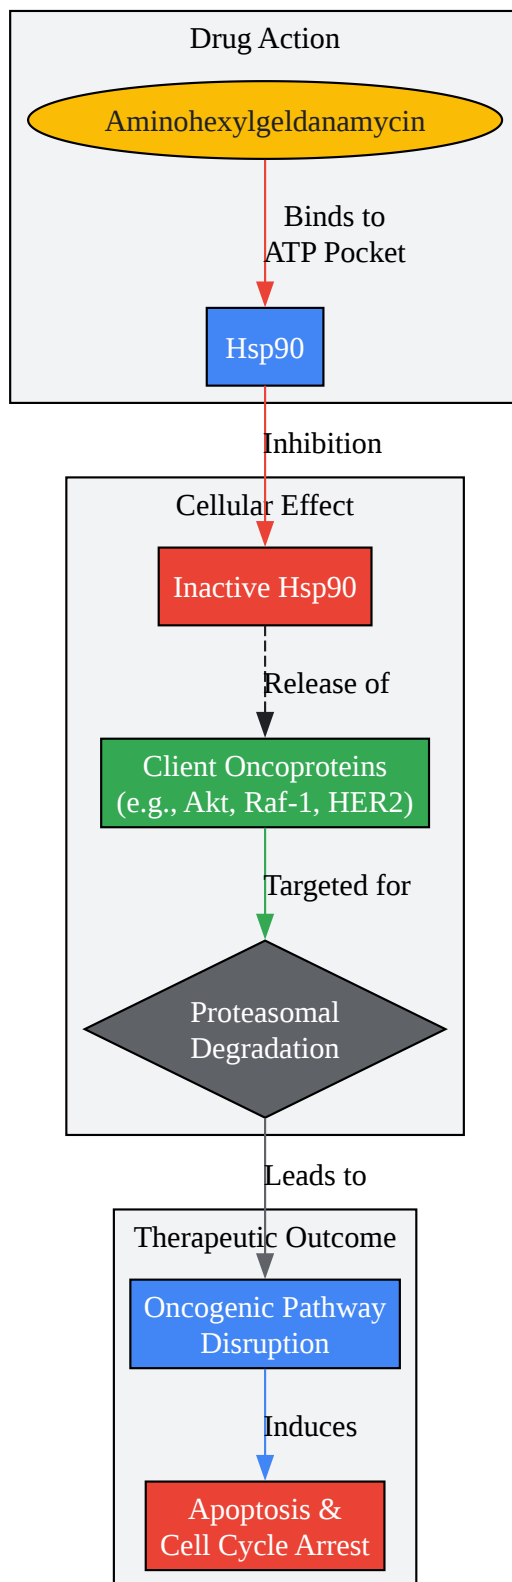 Drug Action
Aminohexylgeldanamycin
Binds to
ATP Pocket
Hsp90
Inhibition
Cellular Effect
Inactive Hsp90
Release of
Client Oncoproteins
(e.g., Akt, Raf-1, HER2)
Targeted for
Proteasomal
Degradation
Leads to
Therapeutic Outcome
Oncogenic Pathway
Disruption
Induces
Apoptosis &
Cell Cycle Arrest